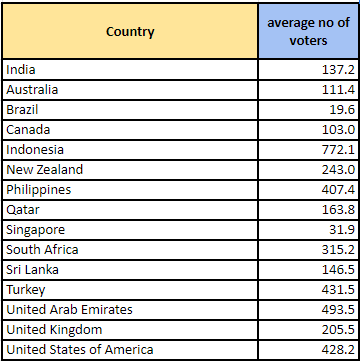 Country average no of
voters
India 137.2
Australia 111.4
Brazil 19.6
Canada 103.0
Indonesia 772.1
New Zealand 243.0
Philippines 407.4
Qatar 163.8
Singapore 31.9
South Africa 315.2
Sri Lanka 146.5
Turkey 431.5
United Arab Emirates 493.5
United Kingdom 205.5
United States of America 428.2